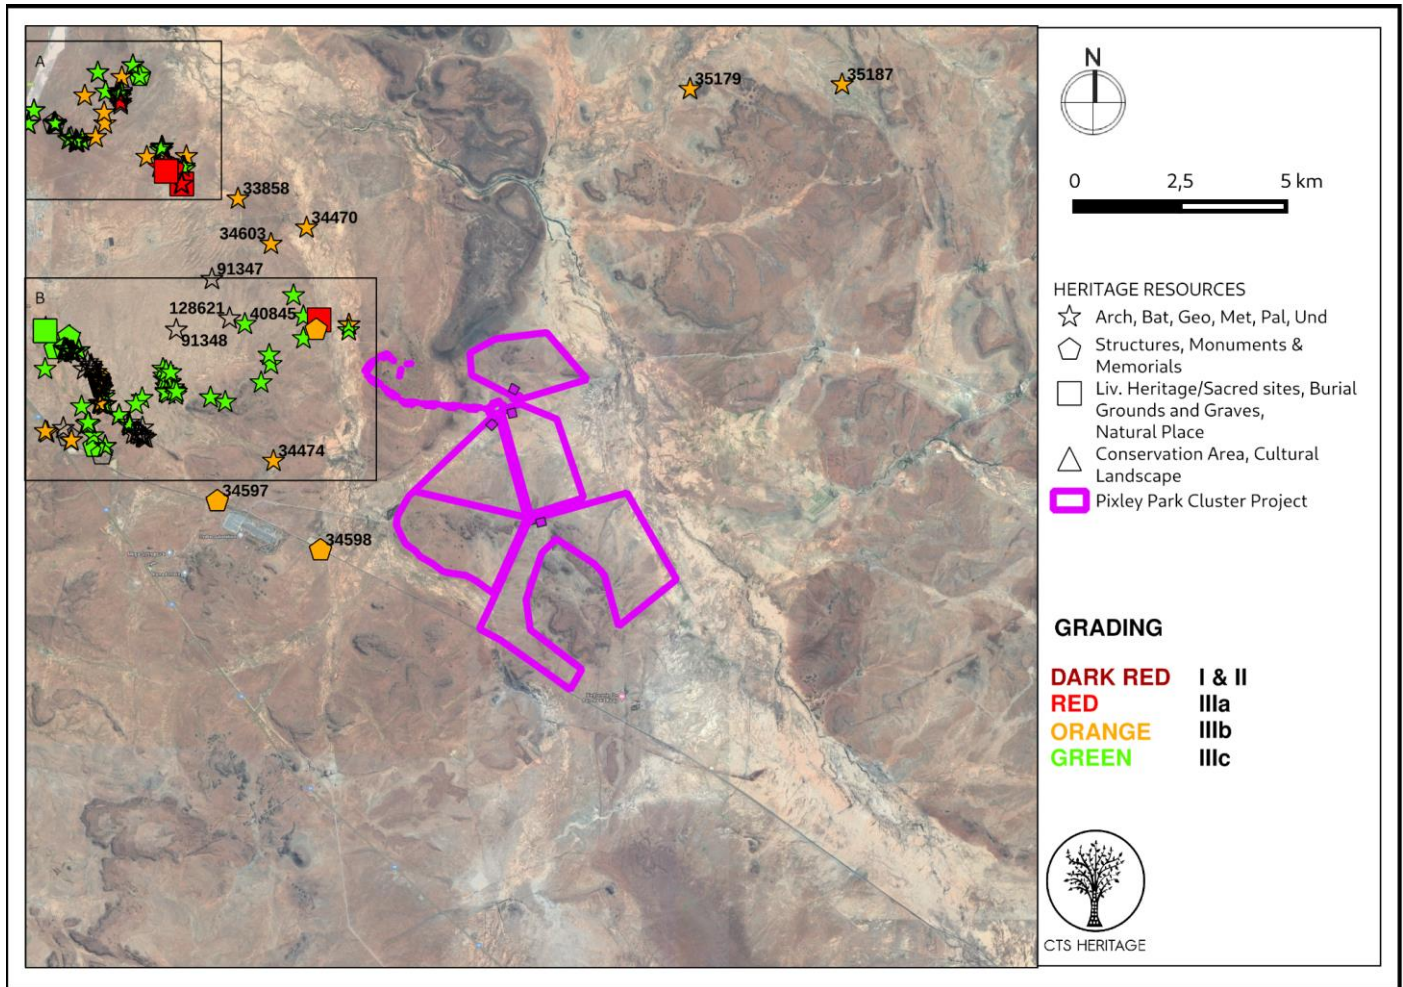 A
35179
35187
33858
34470
34603
91347
B
128621
40845
91348
34474
34597
34598
N
0 2,5 5 km
HERITAGE RESOURCES
Arch, Bat, Geo, Met, Pal, Und
Structures, Monuments &
Memorials
Liv. Heritage/Sacred sites, Burial
Grounds and Graves,
Natural Place
Conservation Area, Cultural
Landscape
Pixley Park Cluster Project
GRADING
DARK RED I & II
RED IIIa
ORANGE IIIb
GREEN IIIc
CTS HERITAGE